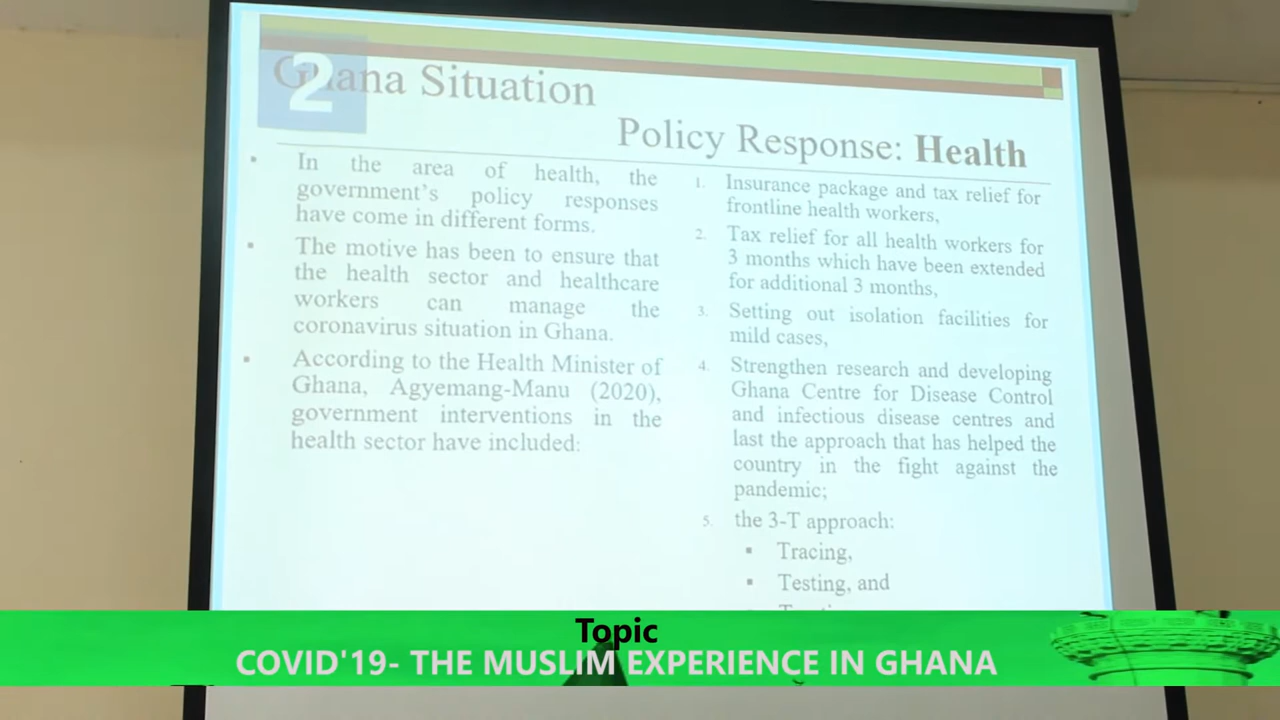 2
Ghana Situation
Policy Response: Health
▪ In the area of health, the
government's policy responses
have come in different forms.
▪ The motive has been to ensure that
the health sector and healthcare
workers can manage the
coronavirus situation in Ghana.
▪ According to the Health Minister of
Ghana, Agyemang-Manu (2020),
government interventions in the
health sector have included:
1. Insurance package and tax relief for
frontline health workers,
2. Tax relief for all health workers for
3 months which have been extended
for additional 3 months,
3. Setting out isolation facilities for
mild cases,
4. Strengthen research and developing
Ghana Centre for Disease Control
and infectious disease centres and
last the approach that has helped the
country in the fight against the
pandemic;
5. the 3-T approach:
▪ Tracing,
▪ Testing, and
Topic
COVID'19- THE MUSLIM EXPERIENCE IN GHANA